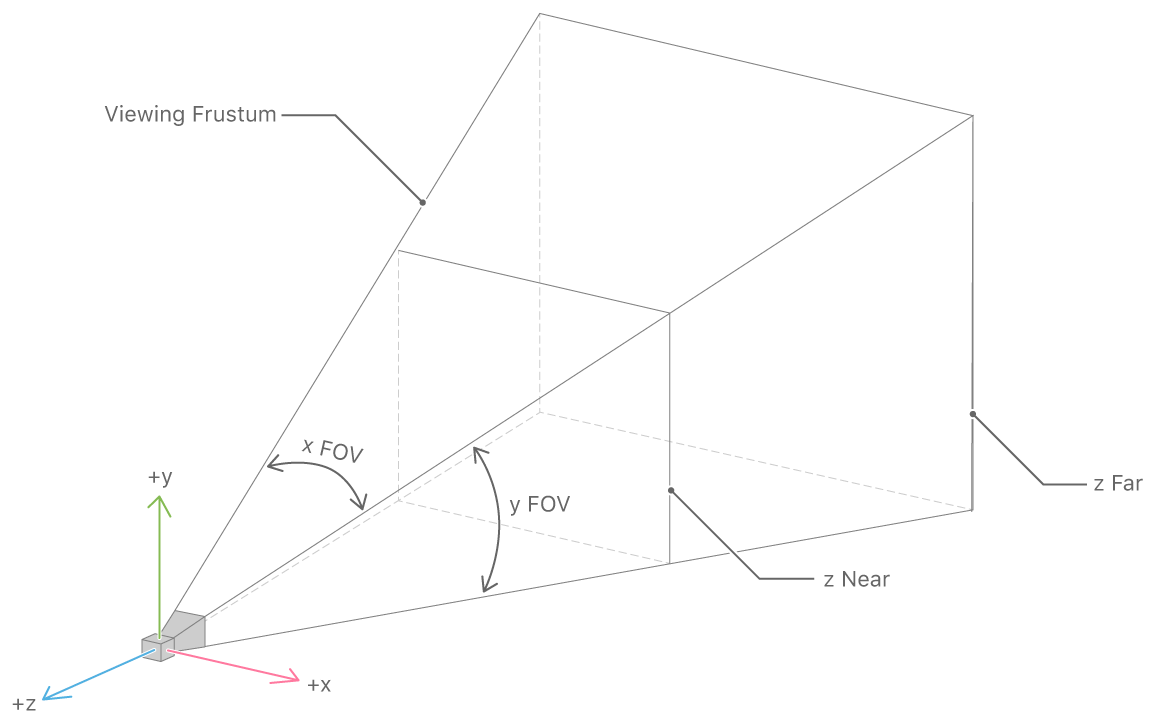 Viewing Frustum
x FOV
+y
z Far
y FOV
z Near
+x
+z